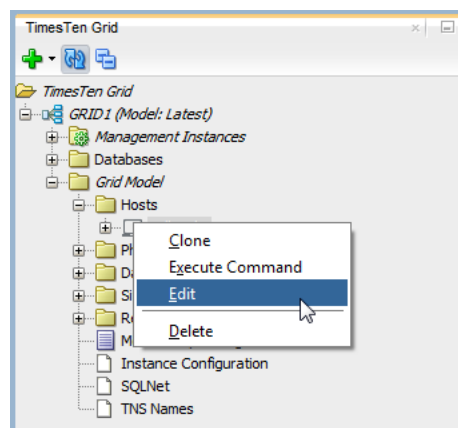 TimesTen Grid
TimesTen Grid
GRID1 (Model: Latest)
Management Instances
Databases
Grid Model
Hosts
Clone
Execute Command
Edit
Delete
Instance Configuration
SQLNet
TNS Names